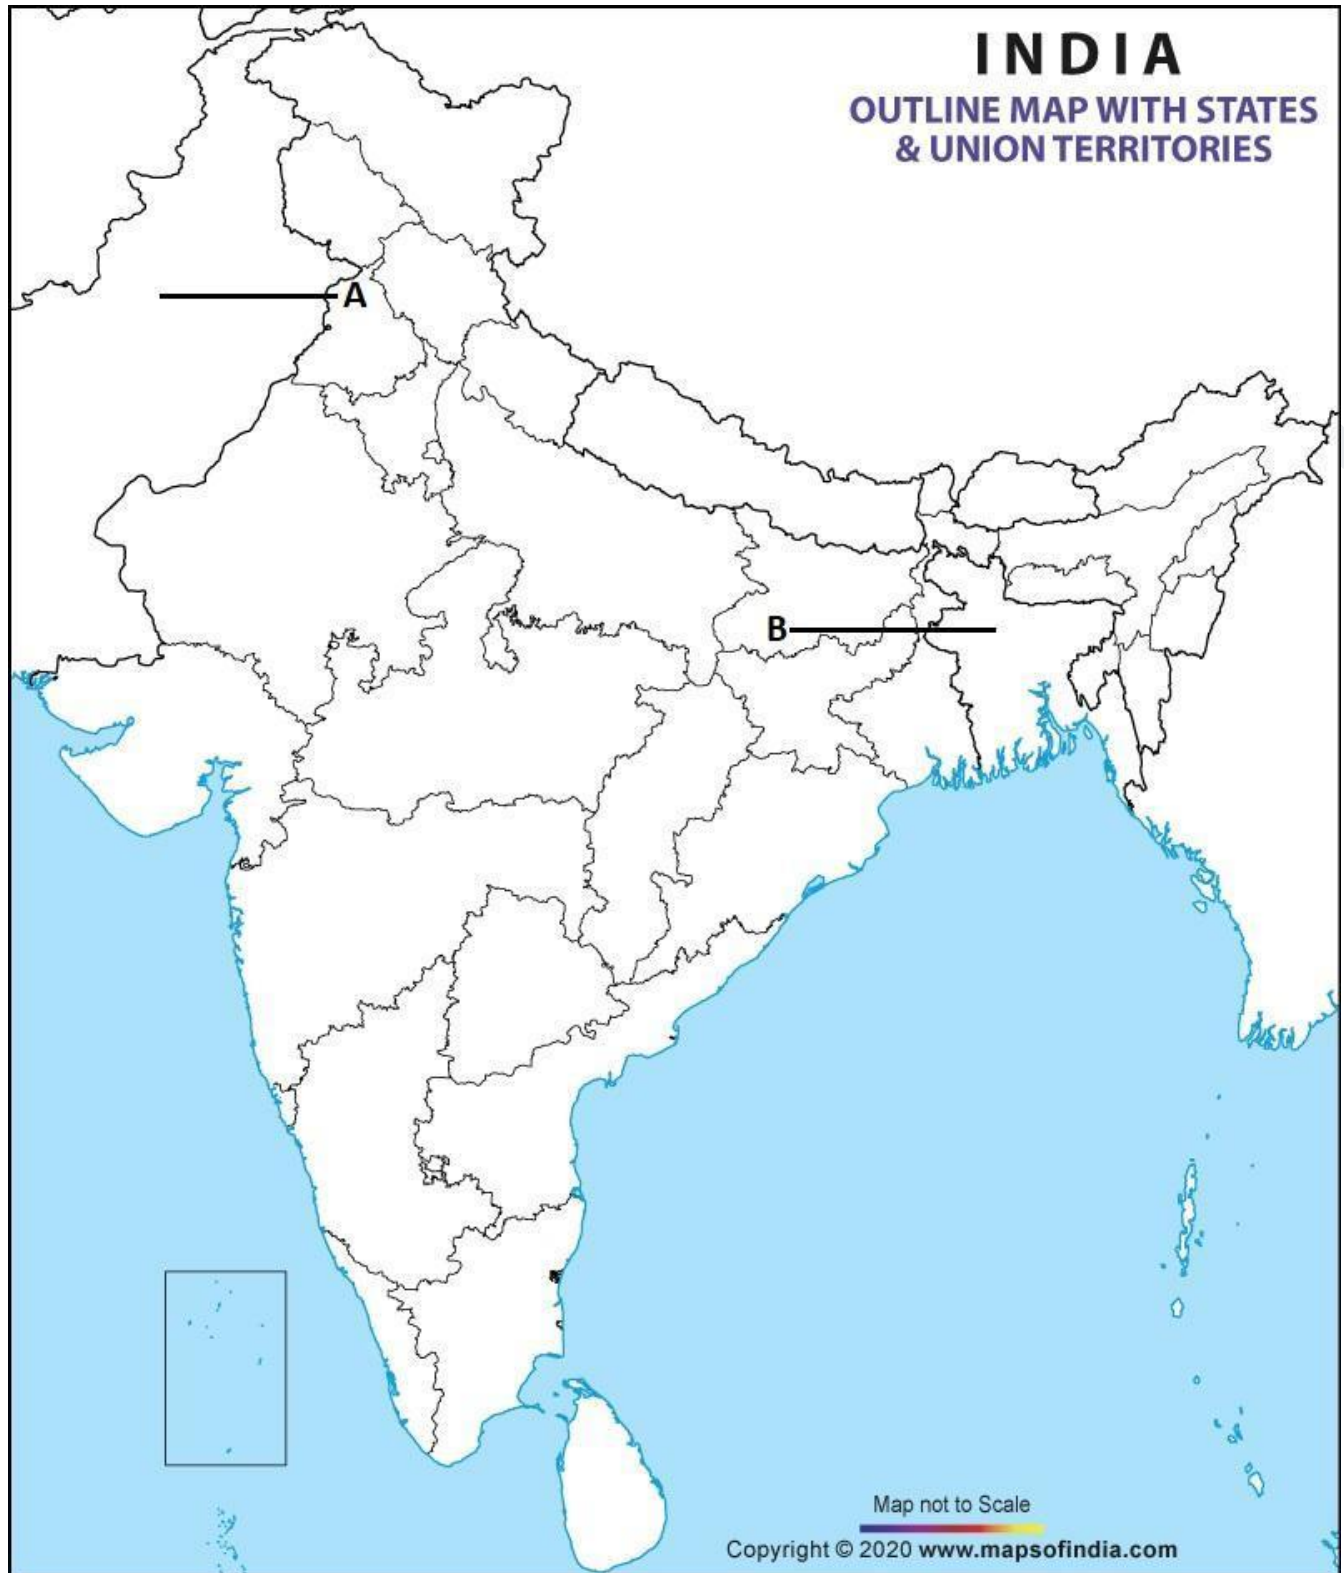 INDIA
OUTLINE MAP WITH STATES
& UNION TERRITORIES
A
B
Map not to Scale
Copyright © 2020 www.mapsofindia.com